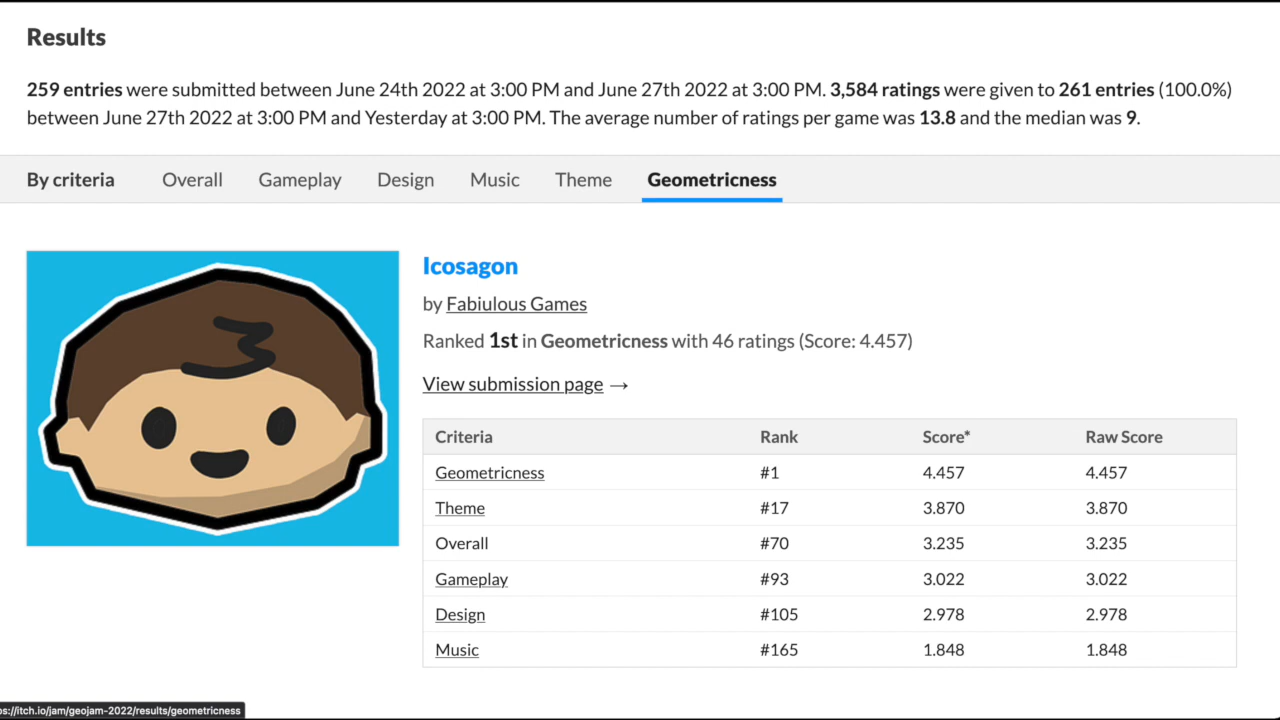 Results
259 entries were submitted between June 24th 2022 at 3:00 PM and June 27th 2022 at 3:00 PM. 3,584 ratings were given to 261 entries (100.0%)
between June 27th 2022 at 3:00 PM and Yesterday at 3:00 PM. The average number of ratings per game was 13.8 and the median was 9.
By criteria Overall Gameplay Design Music Theme Geometricness
Icosagon
by Fabiulous Games
Ranked 1st in Geometricness with 46 ratings (Score: 4.457)
View submission page →
Criteria Rank Score* Raw Score
Geometricness #1 4.457 4.457
Theme #17 3.870 3.870
Overall #70 3.235 3.235
Gameplay #93 3.022 3.022
Design #105 2.978 2.978
Music #165 1.848 1.848
ps://itch.io/jam/geojam-2022/results/geometricness